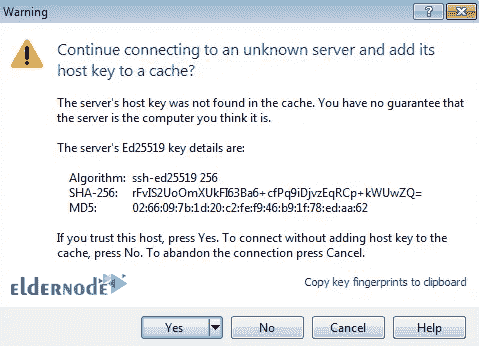 Warning
Continue connecting to an unknown server and add its
host key to a cache?
The server's host key was not found in the cache. You have no guarantee that
the server is the computer you think it is.
The server's Ed25519 key details are:
Algorithm: ssh-ed25519 256
SHA-256: rFvIS2UoOmXUkFI63Ba6+cfPq9iDjvzEqRCp+kWUwZQ=
MD5: 02:66:09:7b:1d:20:c2:fe:f9:46:b9:1f:78:ed:aa:62
If you trust this host, press Yes. To connect without adding host key to the
cache, press No. To abandon the connection press Cancel.
eldernode
Copy key fingerprints to clipboard
Yes
No
Cancel
Help